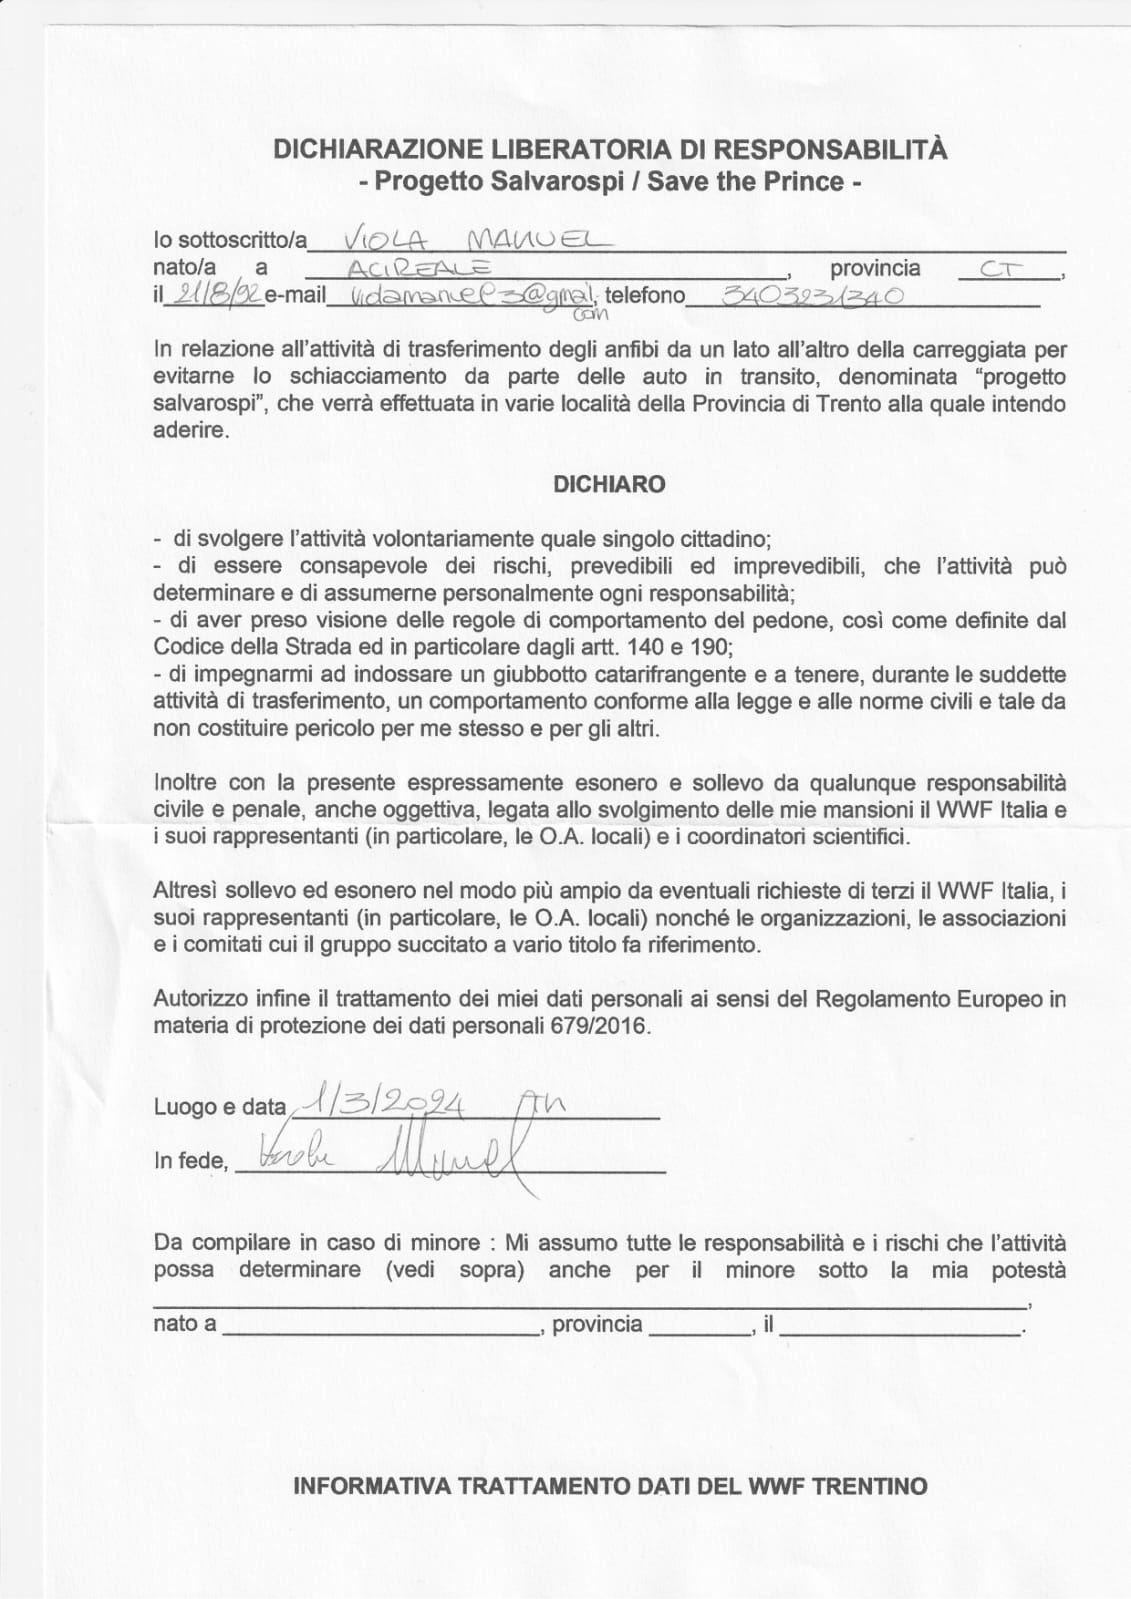 DICHIARAZIONE LIBERATORIA DI RESPONSABILITÀ
- Progetto Salvarospi / Save the Prince -
Io sottoscritto/a VIOLA MANUEL
nato/a a ACIREALE, provincia CT,
il 21/8/92 e-mail @gmail, telefono 3403231340
com
In relazione all'attività di trasferimento degli anfibi da un lato all'altro della carreggiata per
evitarne lo schiacciamento da parte delle auto in transito, denominata "progetto
salvarospi", che verrà effettuata in varie località della Provincia di Trento alla quale intendo
aderire.
DICHIARO
- di svolgere l'attività volontariamente quale singolo cittadino;
- di essere consapevole dei rischi, prevedibili ed imprevedibili, che l'attività può
determinare e di assumerne personalmente ogni responsabilità;
- di aver preso visione delle regole di comportamento del pedone, così come definite dal
Codice della Strada ed in particolare dagli artt. 140 e 190;
- di impegnarmi ad indossare un giubbotto catarifrangente e a tenere, durante le suddette
attività di trasferimento, un comportamento conforme alla legge e alle norme civili e tale da
non costituire pericolo per me stesso e per gli altri.
Inoltre con la presente espressamente esonero e sollevo da qualunque responsabilità
civile e penale, anche oggettiva, legata allo svolgimento delle mie mansioni il WWF Italia e
i suoi rappresentanti (in particolare, le O.A. locali) e i coordinatori scientifici.
Altresì sollevo ed esonero nel modo più ampio da eventuali richieste di terzi il WWF Italia, i
suoi rappresentanti (in particolare, le O.A. locali) nonché le organizzazioni, le associazioni
e i comitati cui il gruppo succitato a vario titolo fa riferimento.
Autorizzo infine il trattamento dei miei dati personali ai sensi del Regolamento Europeo in
materia di protezione dei dati personali 679/2016.
Luogo e data 1/3/2024
In fede, Manuel
Da compilare in caso di minore : Mi assumo tutte le responsabilità e i rischi che l'attività
possa determinare (vedi sopra) anche per il minore sotto la mia potestà
,
nato a , provincia , il .
INFORMATIVA TRATTAMENTO DATI DEL WWF TRENTINO